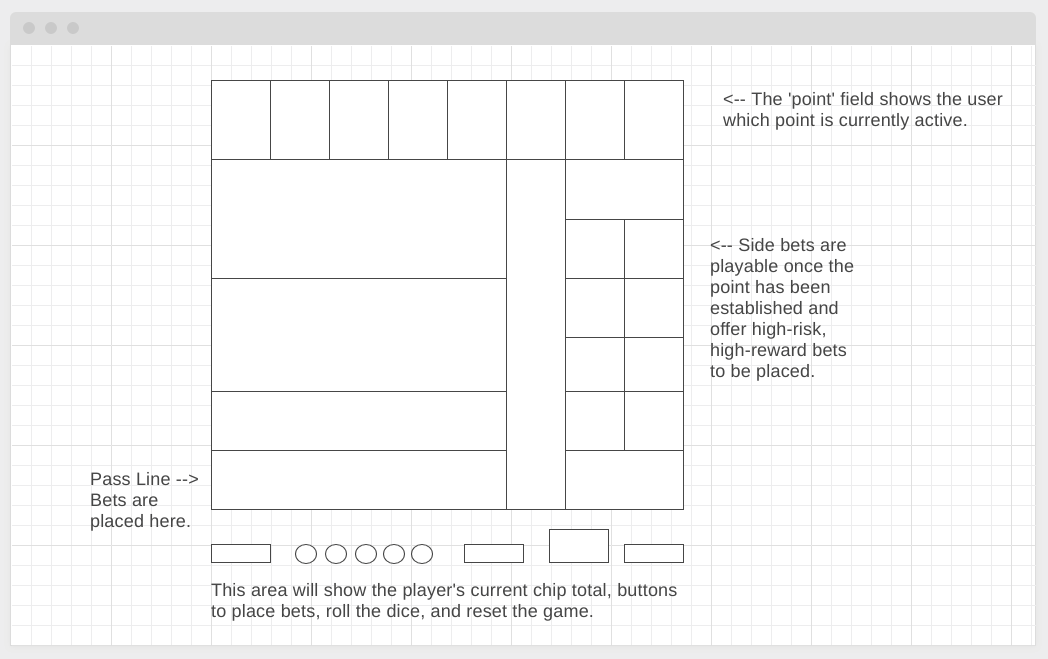 <-- The 'point' field shows the user
which point is currently active.
<-- Side bets are
playable once the
point has been
established and
offer high-risk,
high-reward bets
to be placed.
Pass Line -->
Bets are
placed here.
This area will show the player's current chip total, buttons
to place bets, roll the dice, and reset the game.